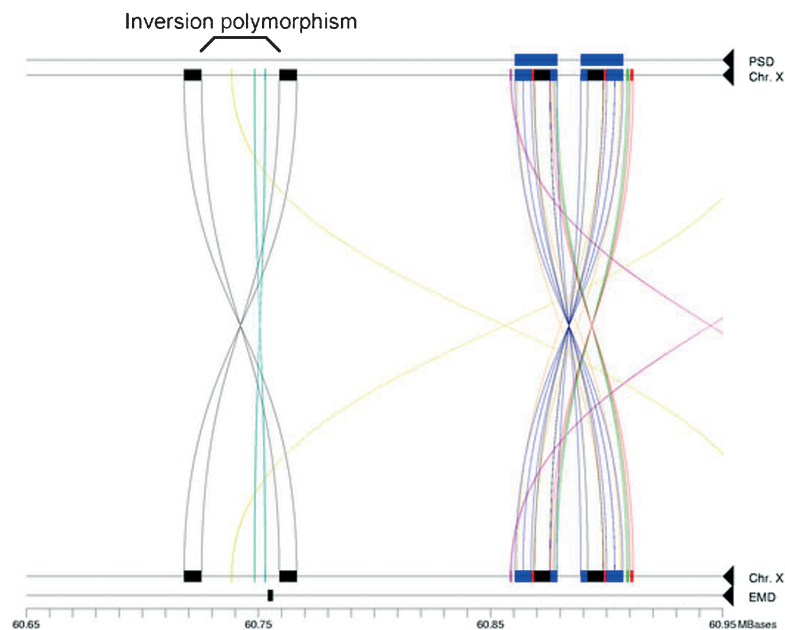 Inversion polymorphism
PSD
Chr. X
Chr. X
EMD
60.65 60.75 60.85 60.95 MBases